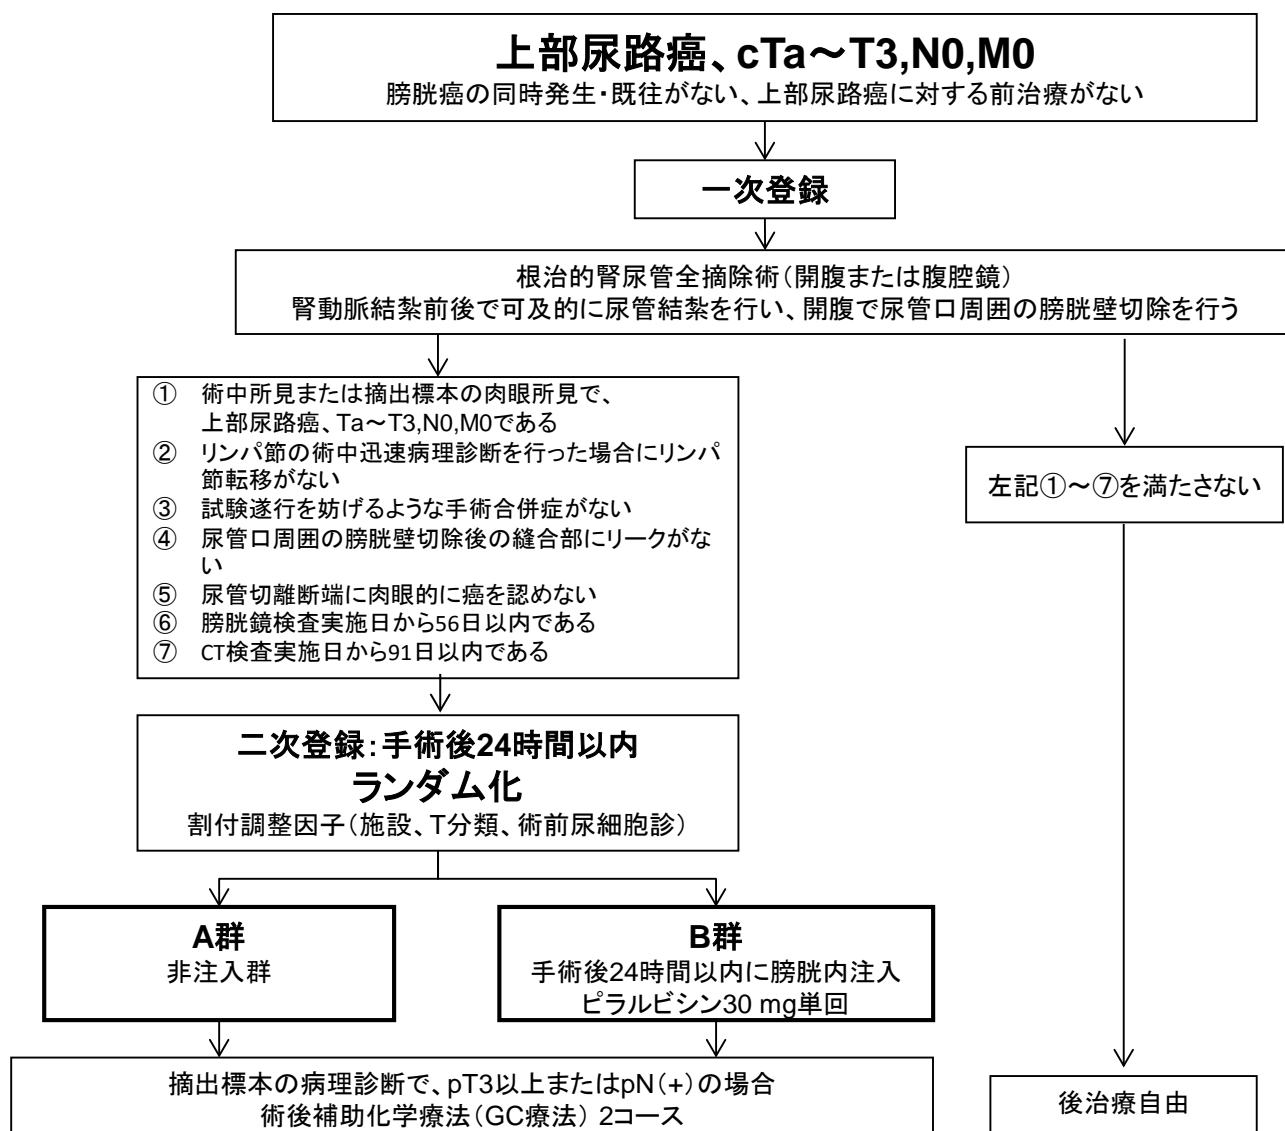 上部尿路癌、cTa～T3,N0,M0
膀胱癌の同時発生・既往がない、上部尿路癌に対する前治療がない
一次登録
根治的腎尿管全摘除術（開腹または腹腔鏡）
腎動脈結紮前後で可及的に尿管結紮を行い、開腹で尿管口周囲の膀胱壁切除を行う
① 術中所見または摘出標本の肉眼所見で、
上部尿路癌、Ta～T3,N0,M0である
② リンパ節の術中迅速病理診断を行った場合にリンパ
節転移がない
③ 試験遂行を妨げるような手術合併症がない
④ 尿管口周囲の膀胱壁切除後の縫合部にリークがな
い
⑤ 尿管切離断端に肉眼的に癌を認めない
⑥ 膀胱鏡検査実施日から56日以内である
⑦ CT検査実施日から91日以内である
左記①～⑦を満たさない
二次登録：手術後24時間以内
ランダム化
割付調整因子（施設、T分類、術前尿細胞診）
A群
非注入群
B群
手術後24時間以内に膀胱内注入
ピラルビシン30 mg単回
摘出標本の病理診断で、pT3以上またはpN（+）の場合
術後補助化学療法（GC療法） 2コース
後治療自由